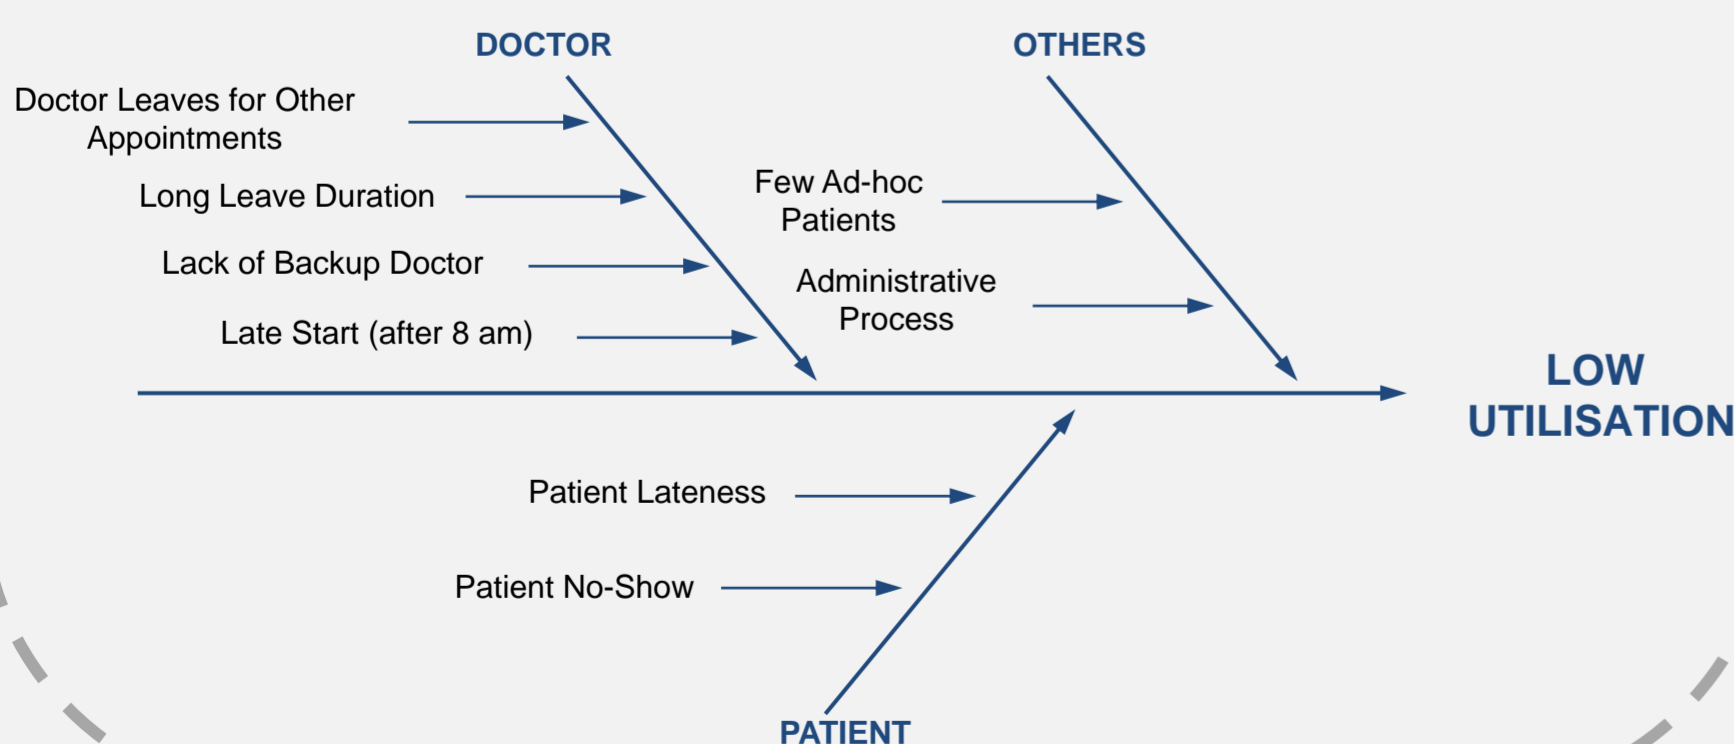 DOCTOR
OTHERS
Doctor Leaves for Other
Appointments
Long Leave Duration
Few Ad-hoc
Patients
Lack of Backup Doctor
Administrative
Process
Late Start (after 8 am)
LOW
UTILISATION
Patient Lateness
Patient No-Show
PATIENT